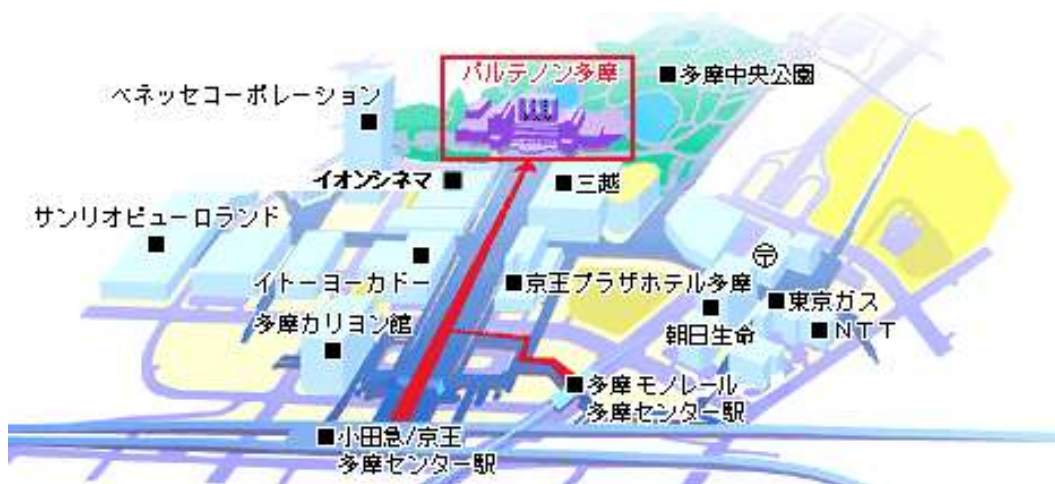 パルテノン多摩
多摩中央公園
ベネッセコーポレーション
イオンシネマ
三越
サンリオピューロランド
イトーヨーカドー
京王プラザホテル多摩
〒
東京ガス
多摩カリヨン館
朝日生命
NTT
多摩モノレール
多摩センター駅
小田急/京王
多摩センター駅